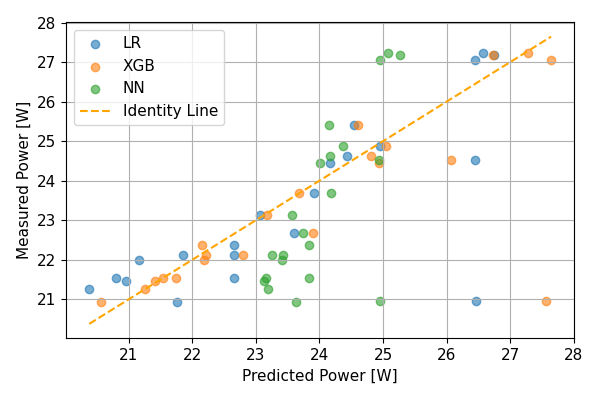 28
27
26
25
24
23
22
21
Measured Power [W]
LR
XGB
NN
Identity Line
21 22 23 24 25 26 27 28
Predicted Power [W]